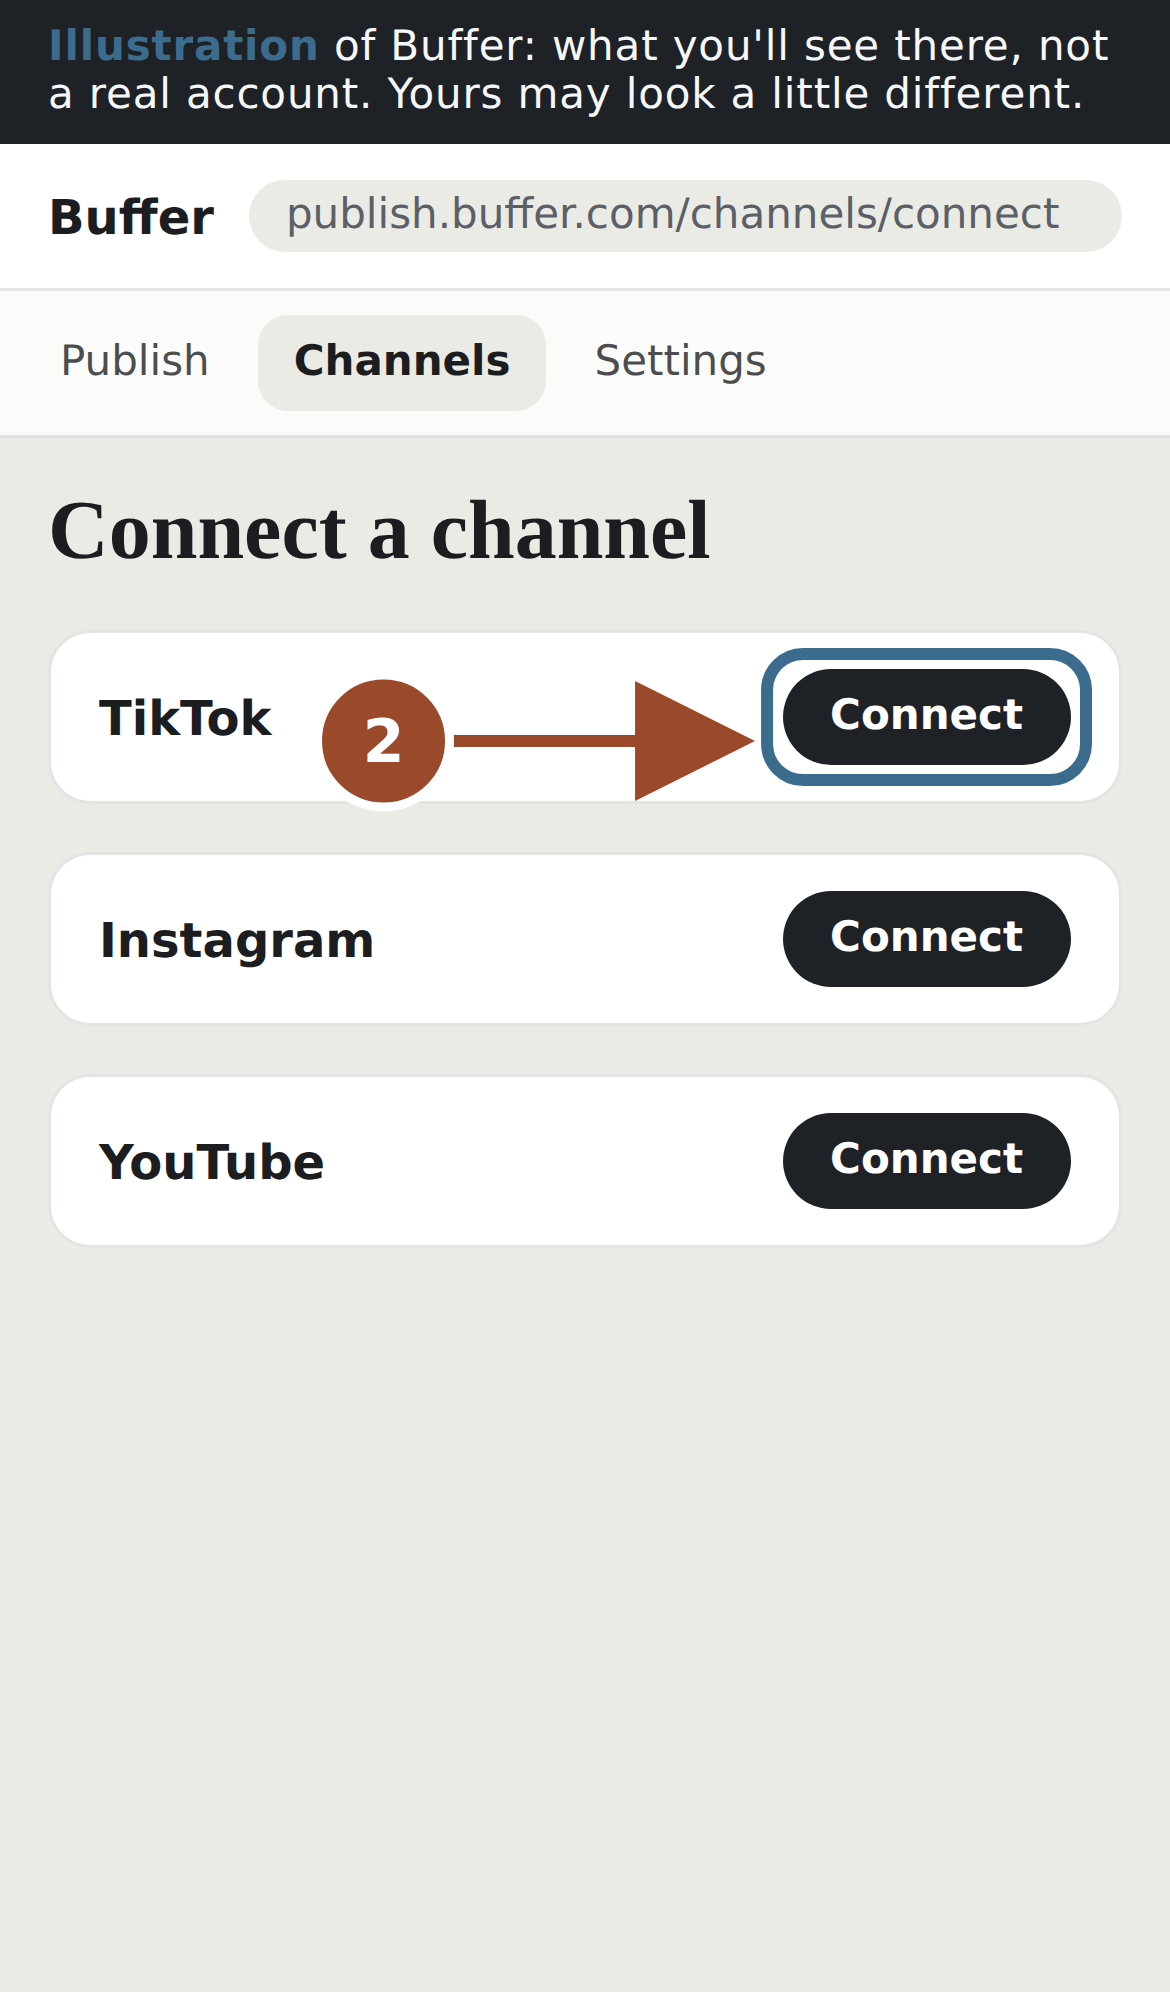 Illustration of Buffer: what you'll see there, not
a real account. Yours may look a little different.
Buffer publish.buffer.com/channels/connect
Publish Channels Settings
Connect a channel
TikTok 2 Connect
Instagram Connect
YouTube Connect